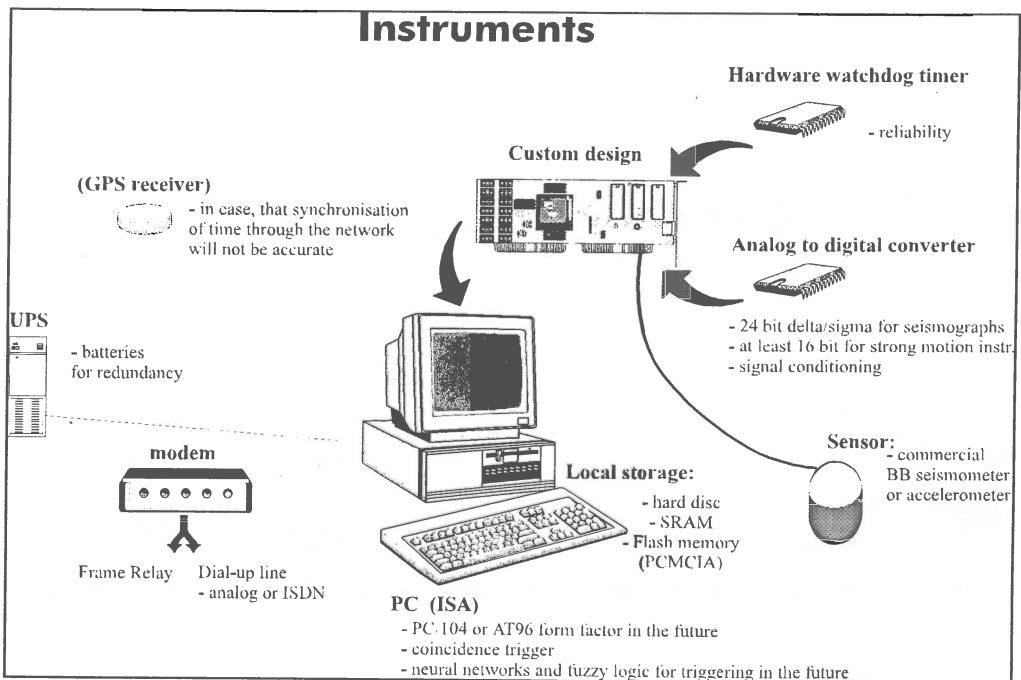 Instruments
Hardware watchdog timer
- reliability
Custom design
(GPS receiver)
- in case, that synchronisation
of time through the network
will not be accurate
Analog to digital converter
- 24 bit delta/sigma for seismographs
- at least 16 bit for strong motion instr.
- signal conditioning
UPS
- batteries
for redundancy
modem
Frame Relay
Dial-up line
- analog or ISDN
Local storage:
- hard disc
- SRAM
- Flash memory
(PCMCIA)
Sensor:
- commercial
BB seismometer
or accelerometer
PC (ISA)
- PC/104 or AT96 form factor in the future
- coincidence trigger
- neural networks and fuzzy logic for triggering in the future